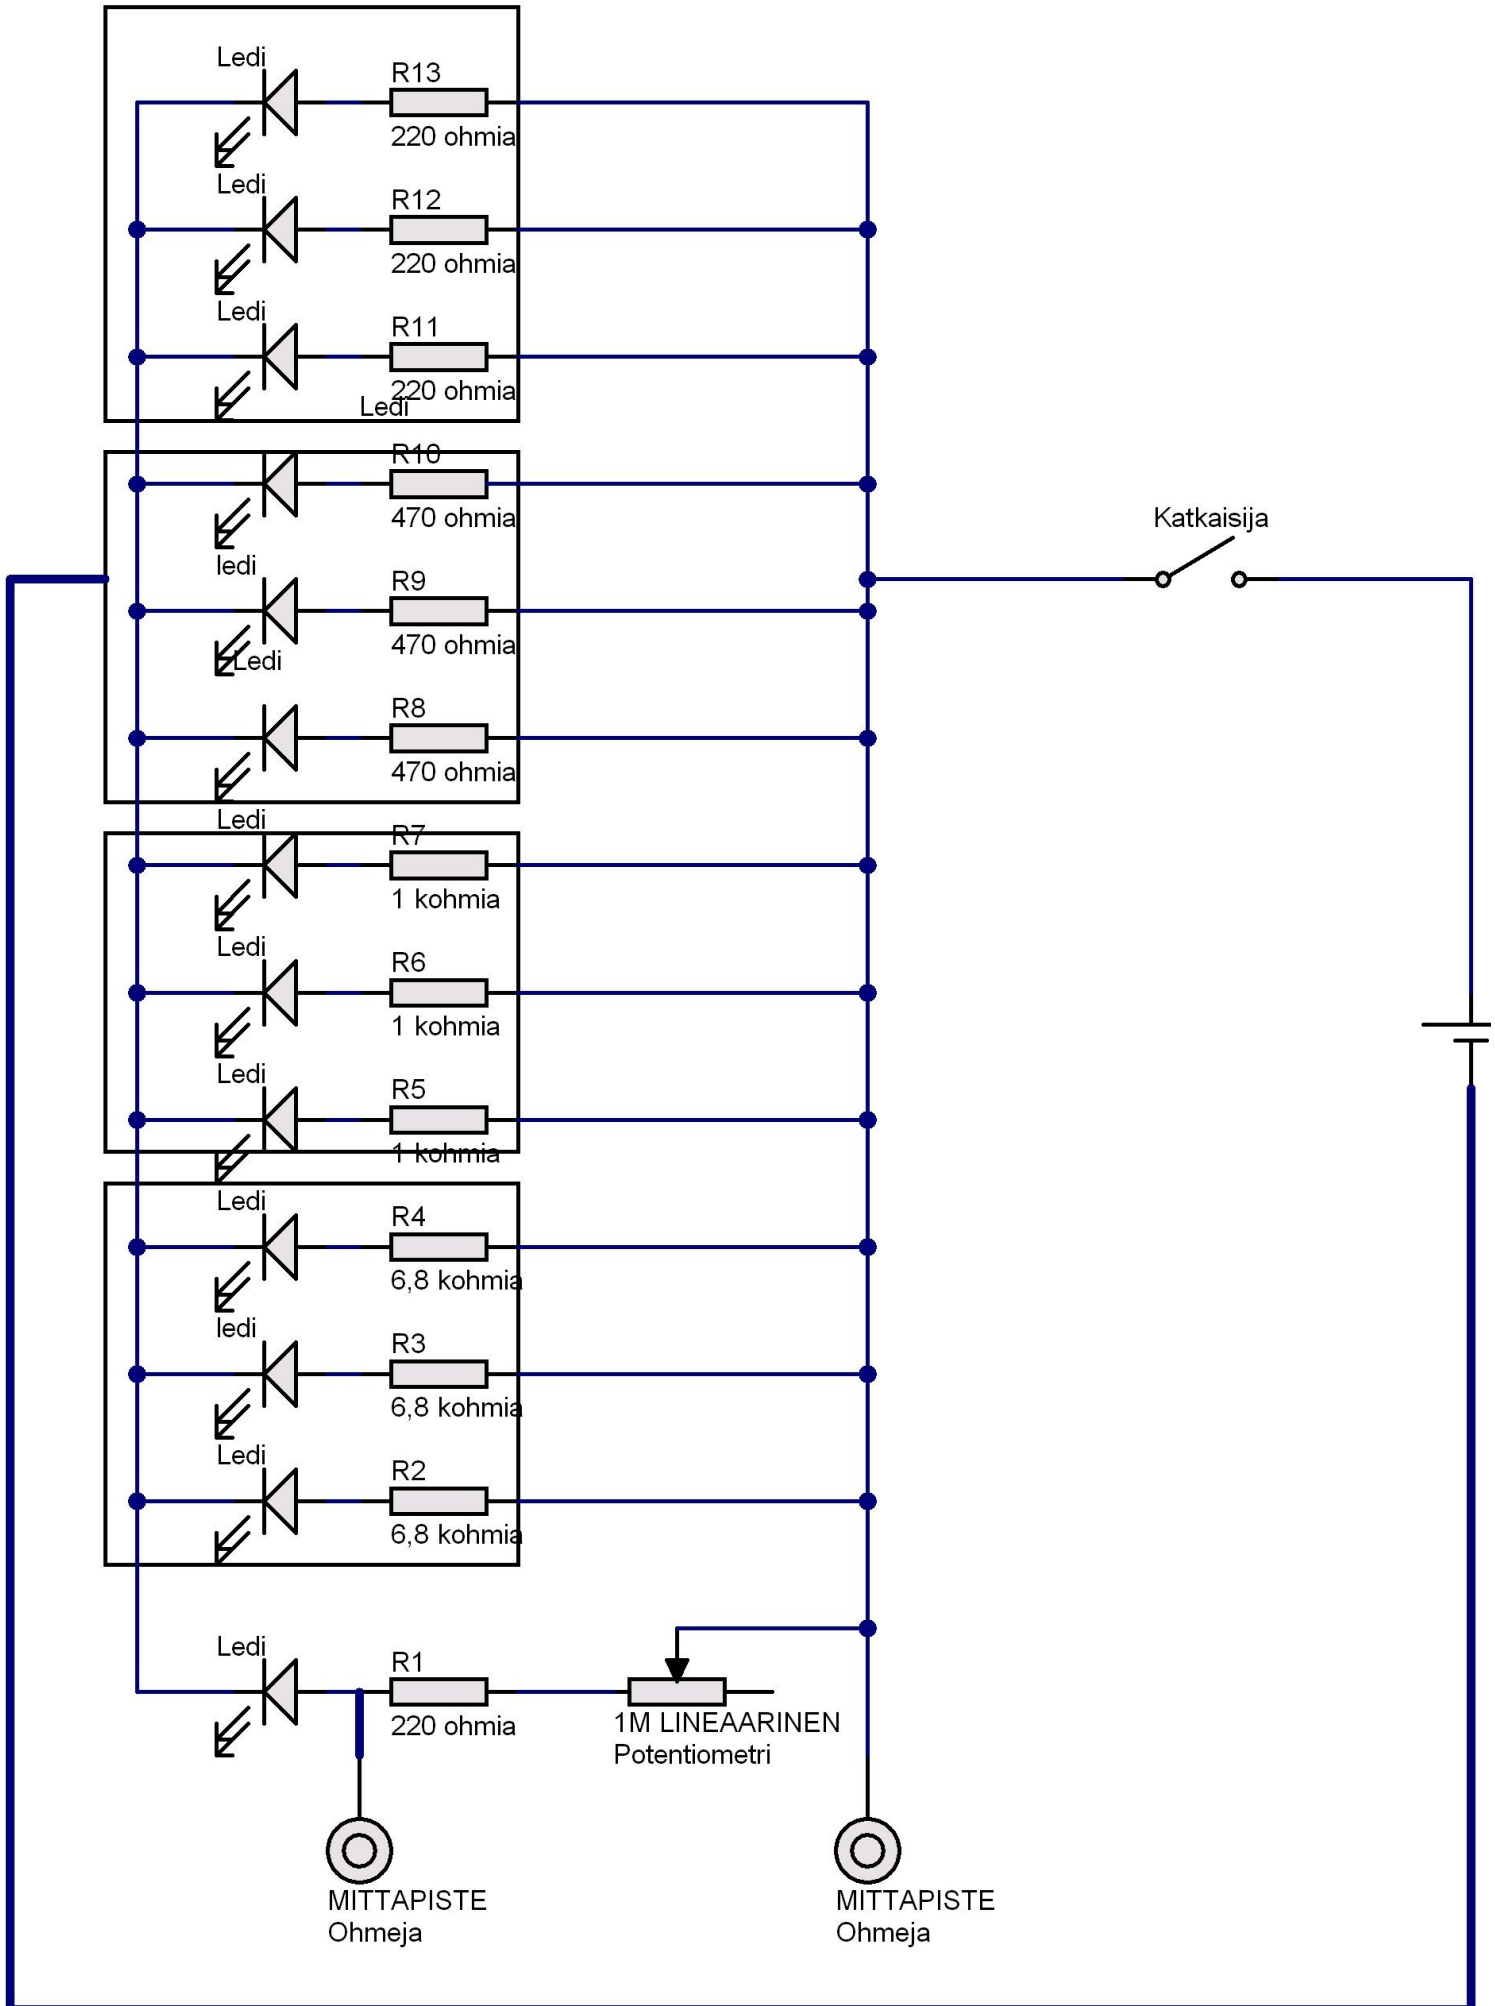 Ledi
R13
220 ohmia
Ledi
R12
220 ohmia
Ledi
R11
220 ohmia
Ledi
R10
470 ohmia
ledi
R9
470 ohmia
Ledi
R8
470 ohmia
Ledi
R7
1 kohmia
Ledi
R6
1 kohmia
Ledi
R5
1 kohmia
Ledi
R4
6,8 kohmia
ledi
R3
6,8 kohmia
Ledi
R2
6,8 kohmia
Ledi
R1
220 ohmia
1M LINEAARINEN
Potentiometri
MITTAPISTE
Ohmeja
MITTAPISTE
Ohmeja
Katkaisija